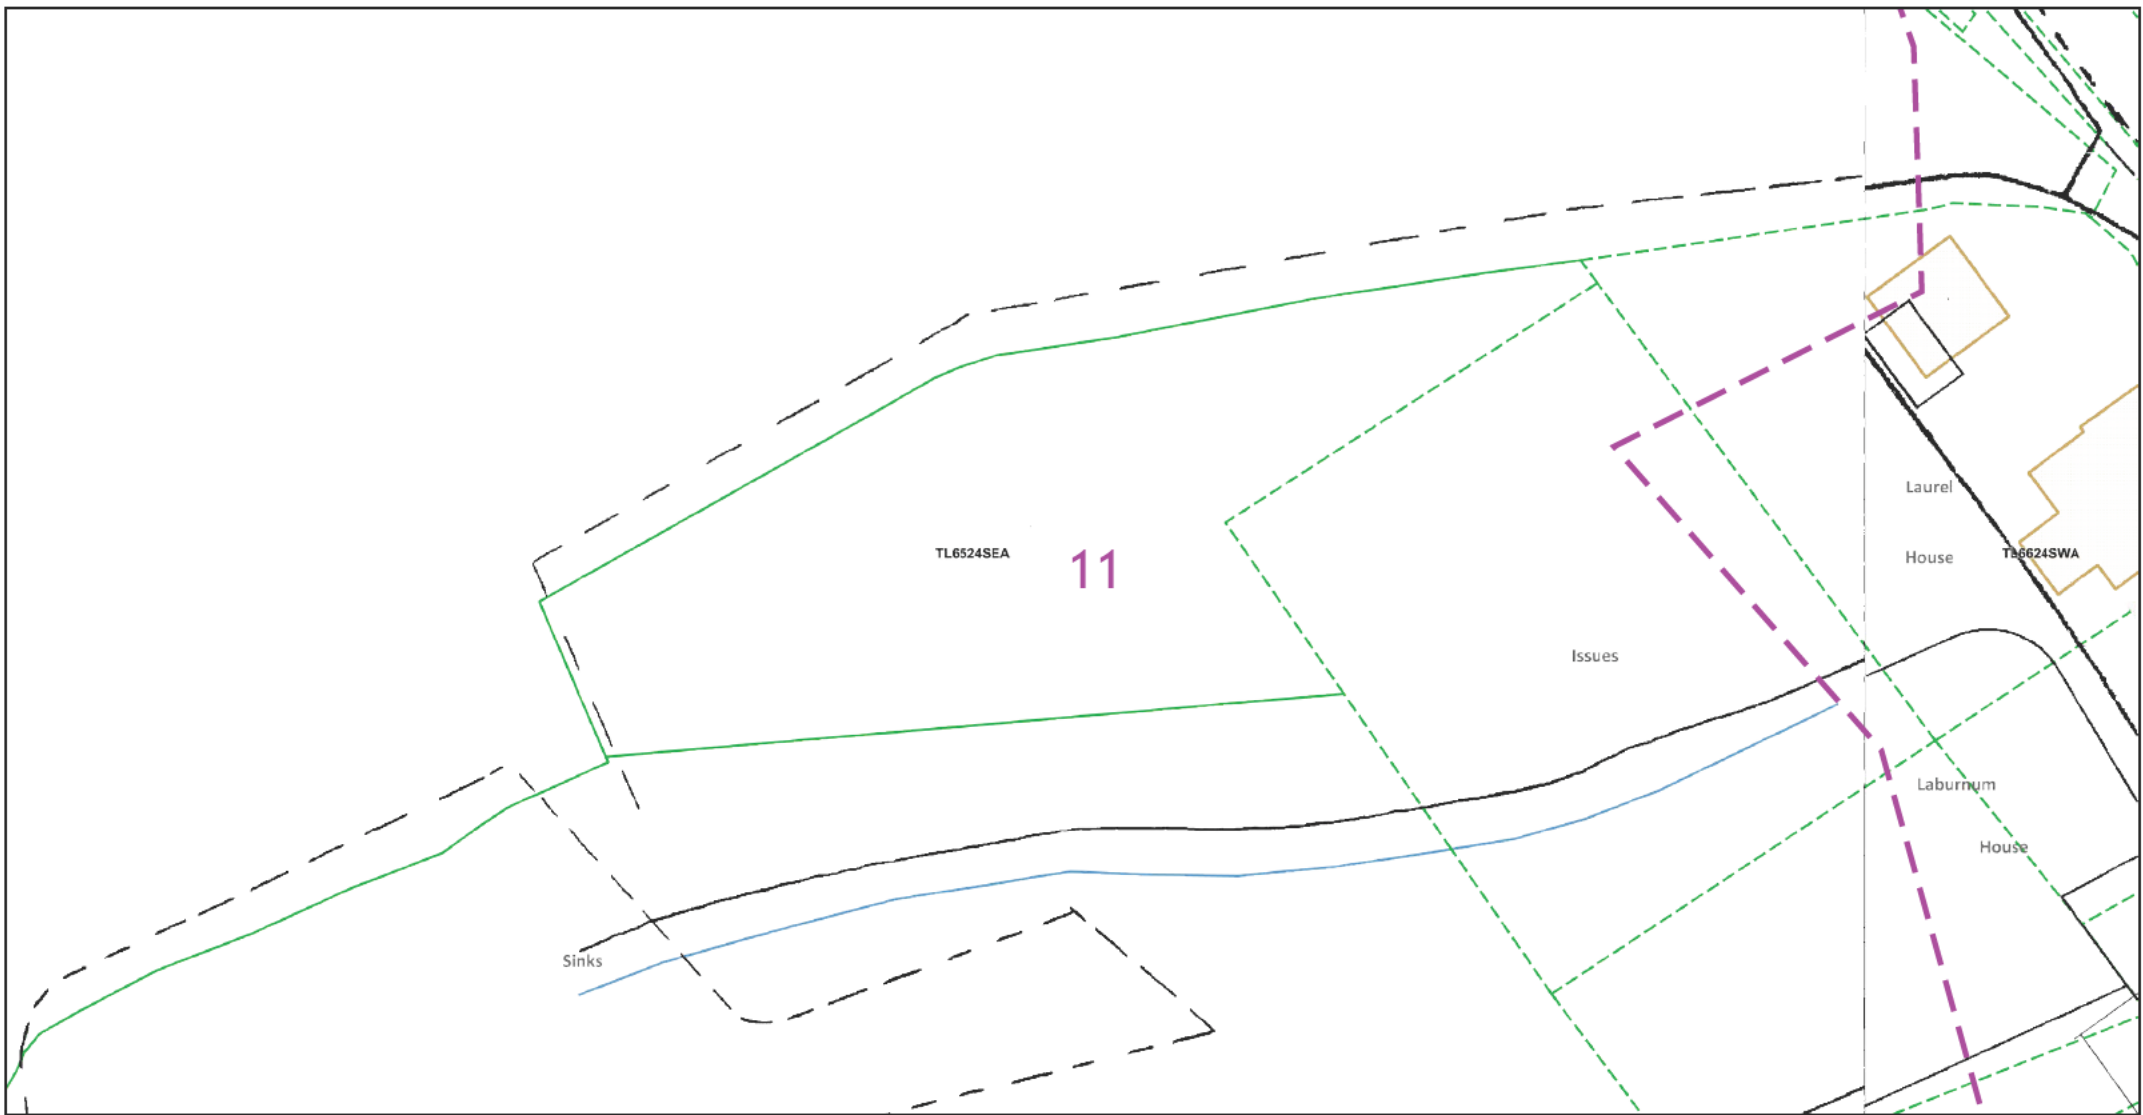 Laurel
House
TL6524SEA
11
TL6624SWA
Issues
Laburnum
House
Sinks